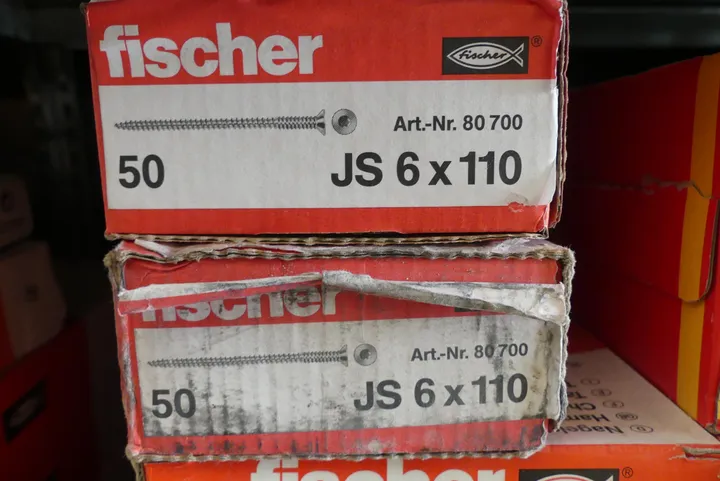 fischer
fischer ®
Art.-Nr. 80 700
50
JS 6 x 110
fischer
Art.-Nr. 80 700
50
JS 6 x 110
fischer ®